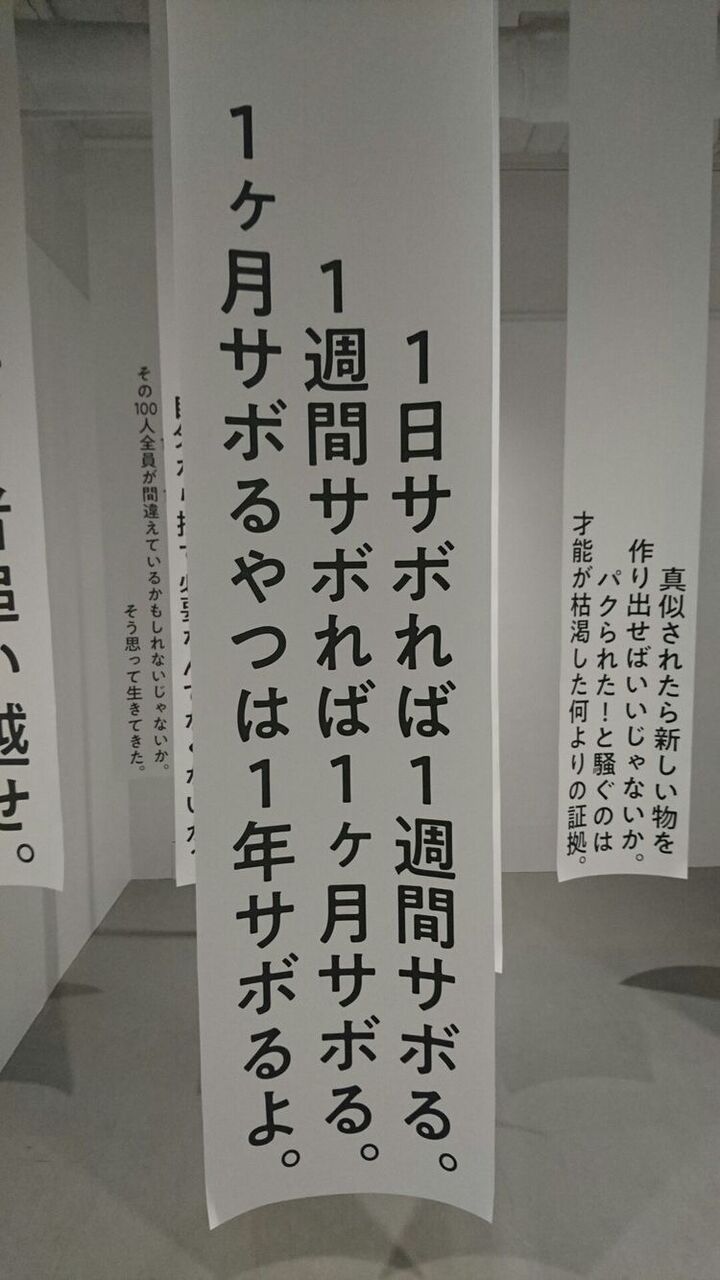 1日サボれば1週間サボる。
1週間サボれば1ヶ月サボる。
1ヶ月サボるやつは1年サボるよ。
真似されたら新しい物を
作り出せばいいじゃないか。
パクられた！と騒ぐのは
才能が枯渇した何よりの証拠。
その100人全員が間違えているかもしれないじゃないか。
そう思って生きてきた。